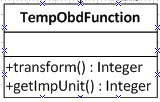 TempObdFunction
+transform() : Integer
+getImpUnit() : Integer